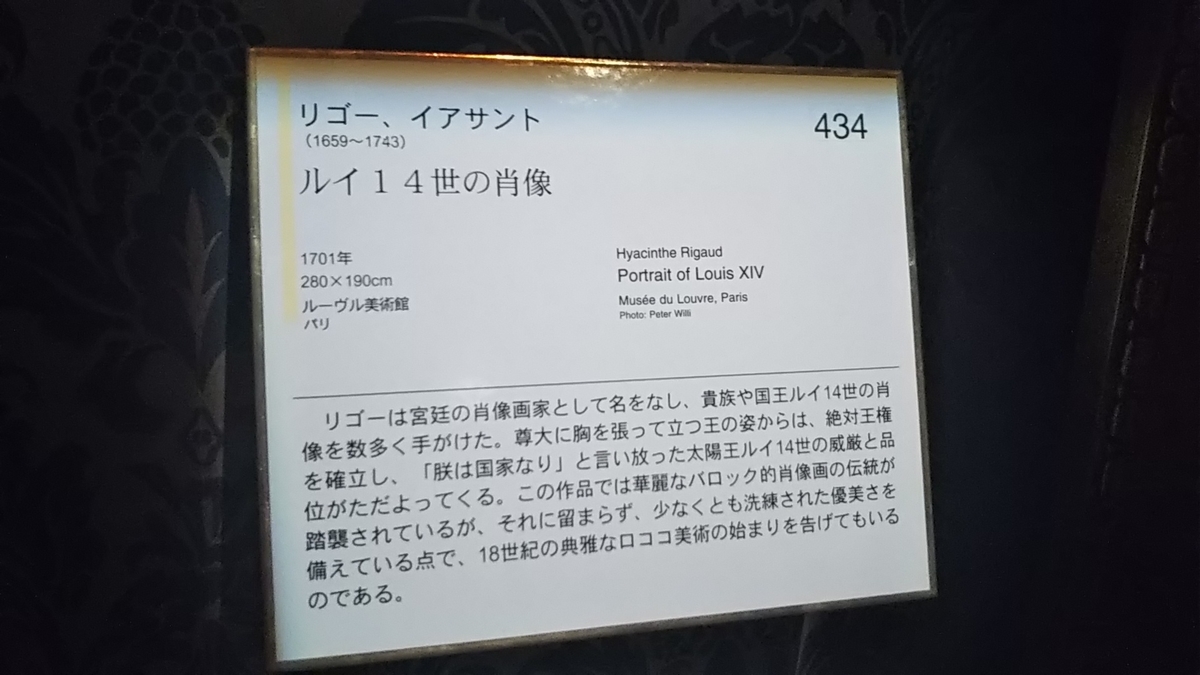 リゴー、イアサント
434
（1659〜1743）
ルイ１４世の肖像
1701年
280×190cm
ルーヴル美術館
パリ
Hyacinthe Rigaud
Portrait of Louis XIV
Musée du Louvre, Paris
Photo: Peter Willi
リゴーは宮廷の肖像画家として名をなし、貴族や国王ルイ14世の肖
像を数多く手がけた。尊大に胸を張って立つ王の姿からは、絶対王権
を確立し、「朕は国家なり」と言い放った太陽王ルイ14世の威厳と品
位がただよってくる。この作品では華麗なバロック的肖像画の伝統が
踏襲されているが、それに留まらず、少なくとも洗練された優美さを
備えている点で、18世紀の典雅なロココ美術の始まりを告げてもいる
のである。